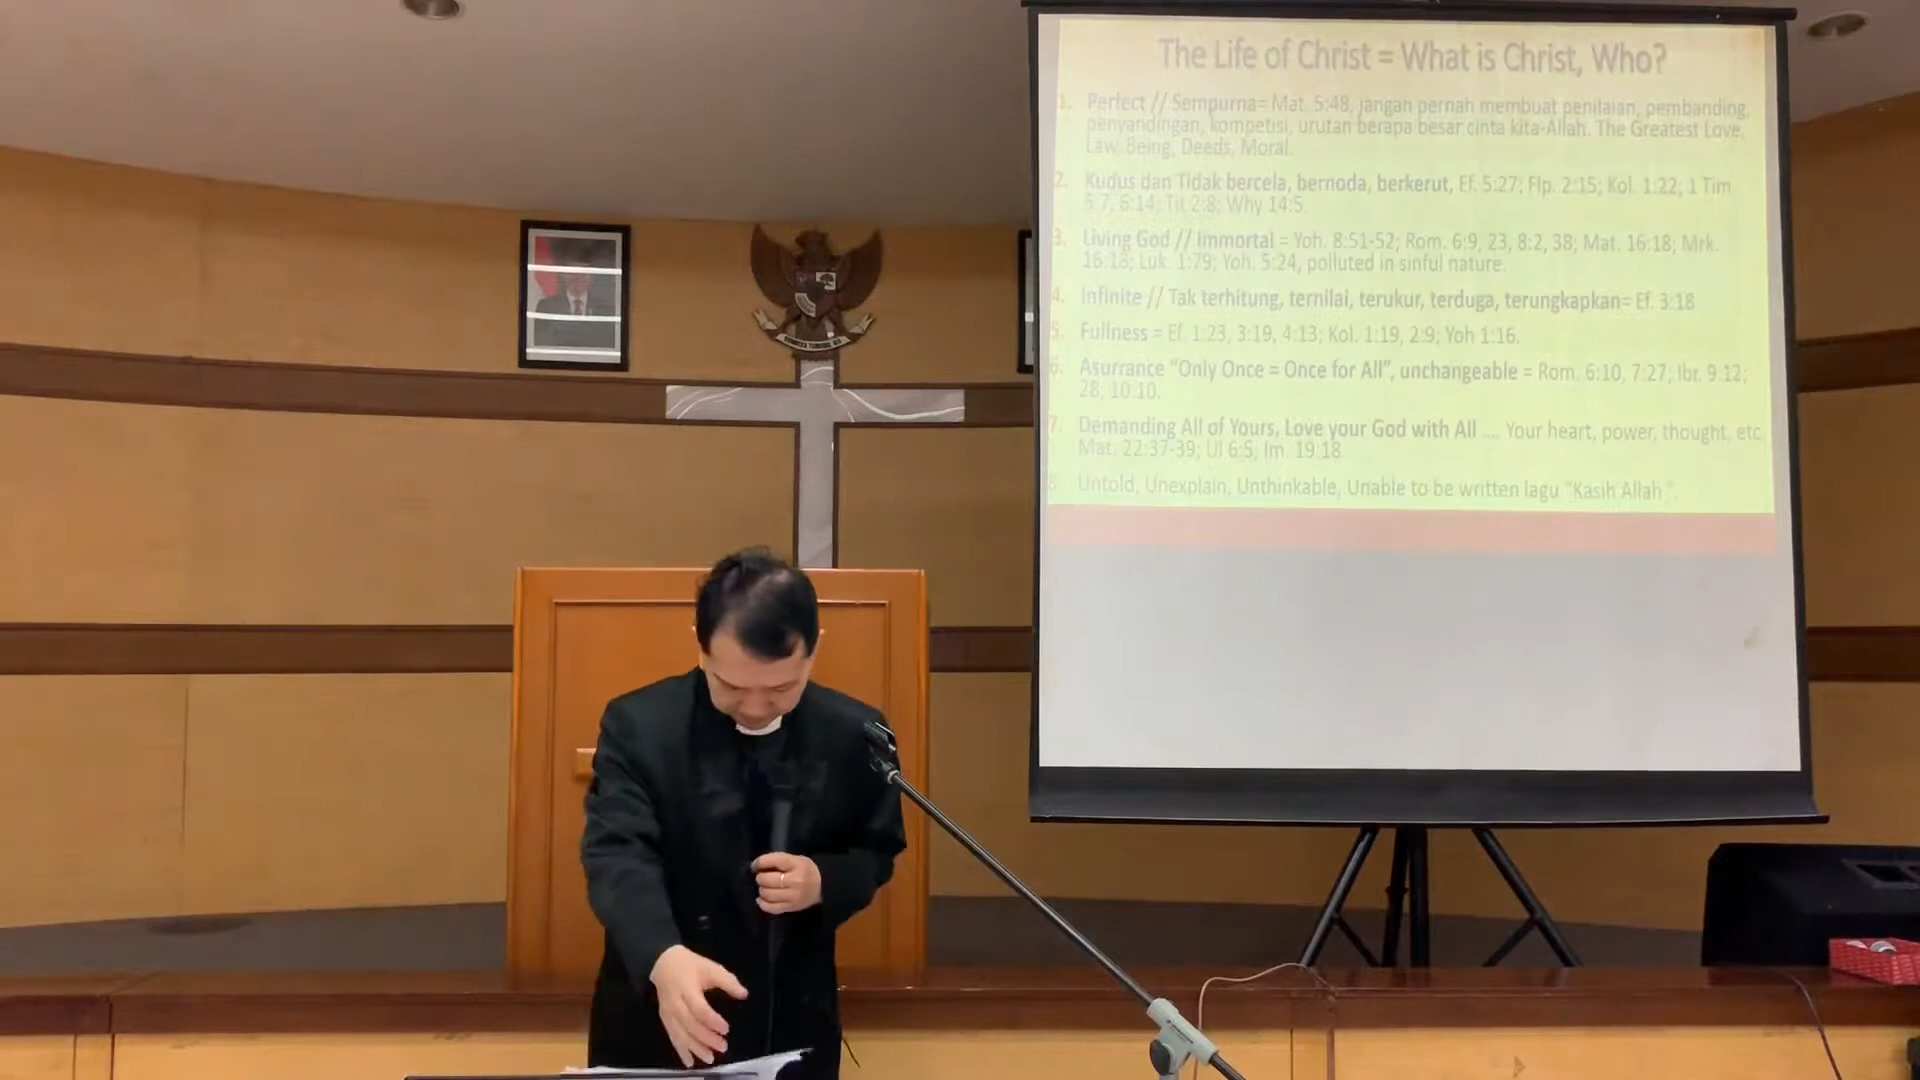 The Life of Christ = What is Christ, Who?
1. Perfect // Sempurna= Mat. 5:48, jangan pernah membuat penilaian, pembanding,
penyandingan, kompetisi, urutan berapa besar cinta kita-Allah. The Greatest Love,
Law, Being, Deeds, Moral.
2. Kudus dan Tidak bercela, bernoda, berkerut, Ef. 5:27; Flp. 2:15; Kol. 1:22; 1 Tim
5:7, 6:14; Tit 2:8; Why 14:5.
3. Living God // Immortal = Yoh. 8:51-52; Rom. 6:9, 23, 8:2, 38; Mat. 16:18; Mrk.
16:18; Luk. 1:79; Yoh. 5:24, polluted in sinful nature.
4. Infinite // Tak terhitung, ternilai, terukur, terduga, terungkapkan= Ef. 3:18
5. Fullness = Ef. 1:23, 3:19, 4:13; Kol. 1:19, 2:9; Yoh 1:16.
6. Asurrance “Only Once = Once for All”, unchangeable = Rom. 6:10, 7:27; Ibr. 9:12;
28, 10:10.
7. Demanding All of Yours, Love your God with All .... Your heart, power, thought, etc
Mat. 22:37-39; Ul 6:5; Im. 19:18.
8. Untold, Unexplain, Unthinkable, Unable to be written lagu “Kasih Allah”.